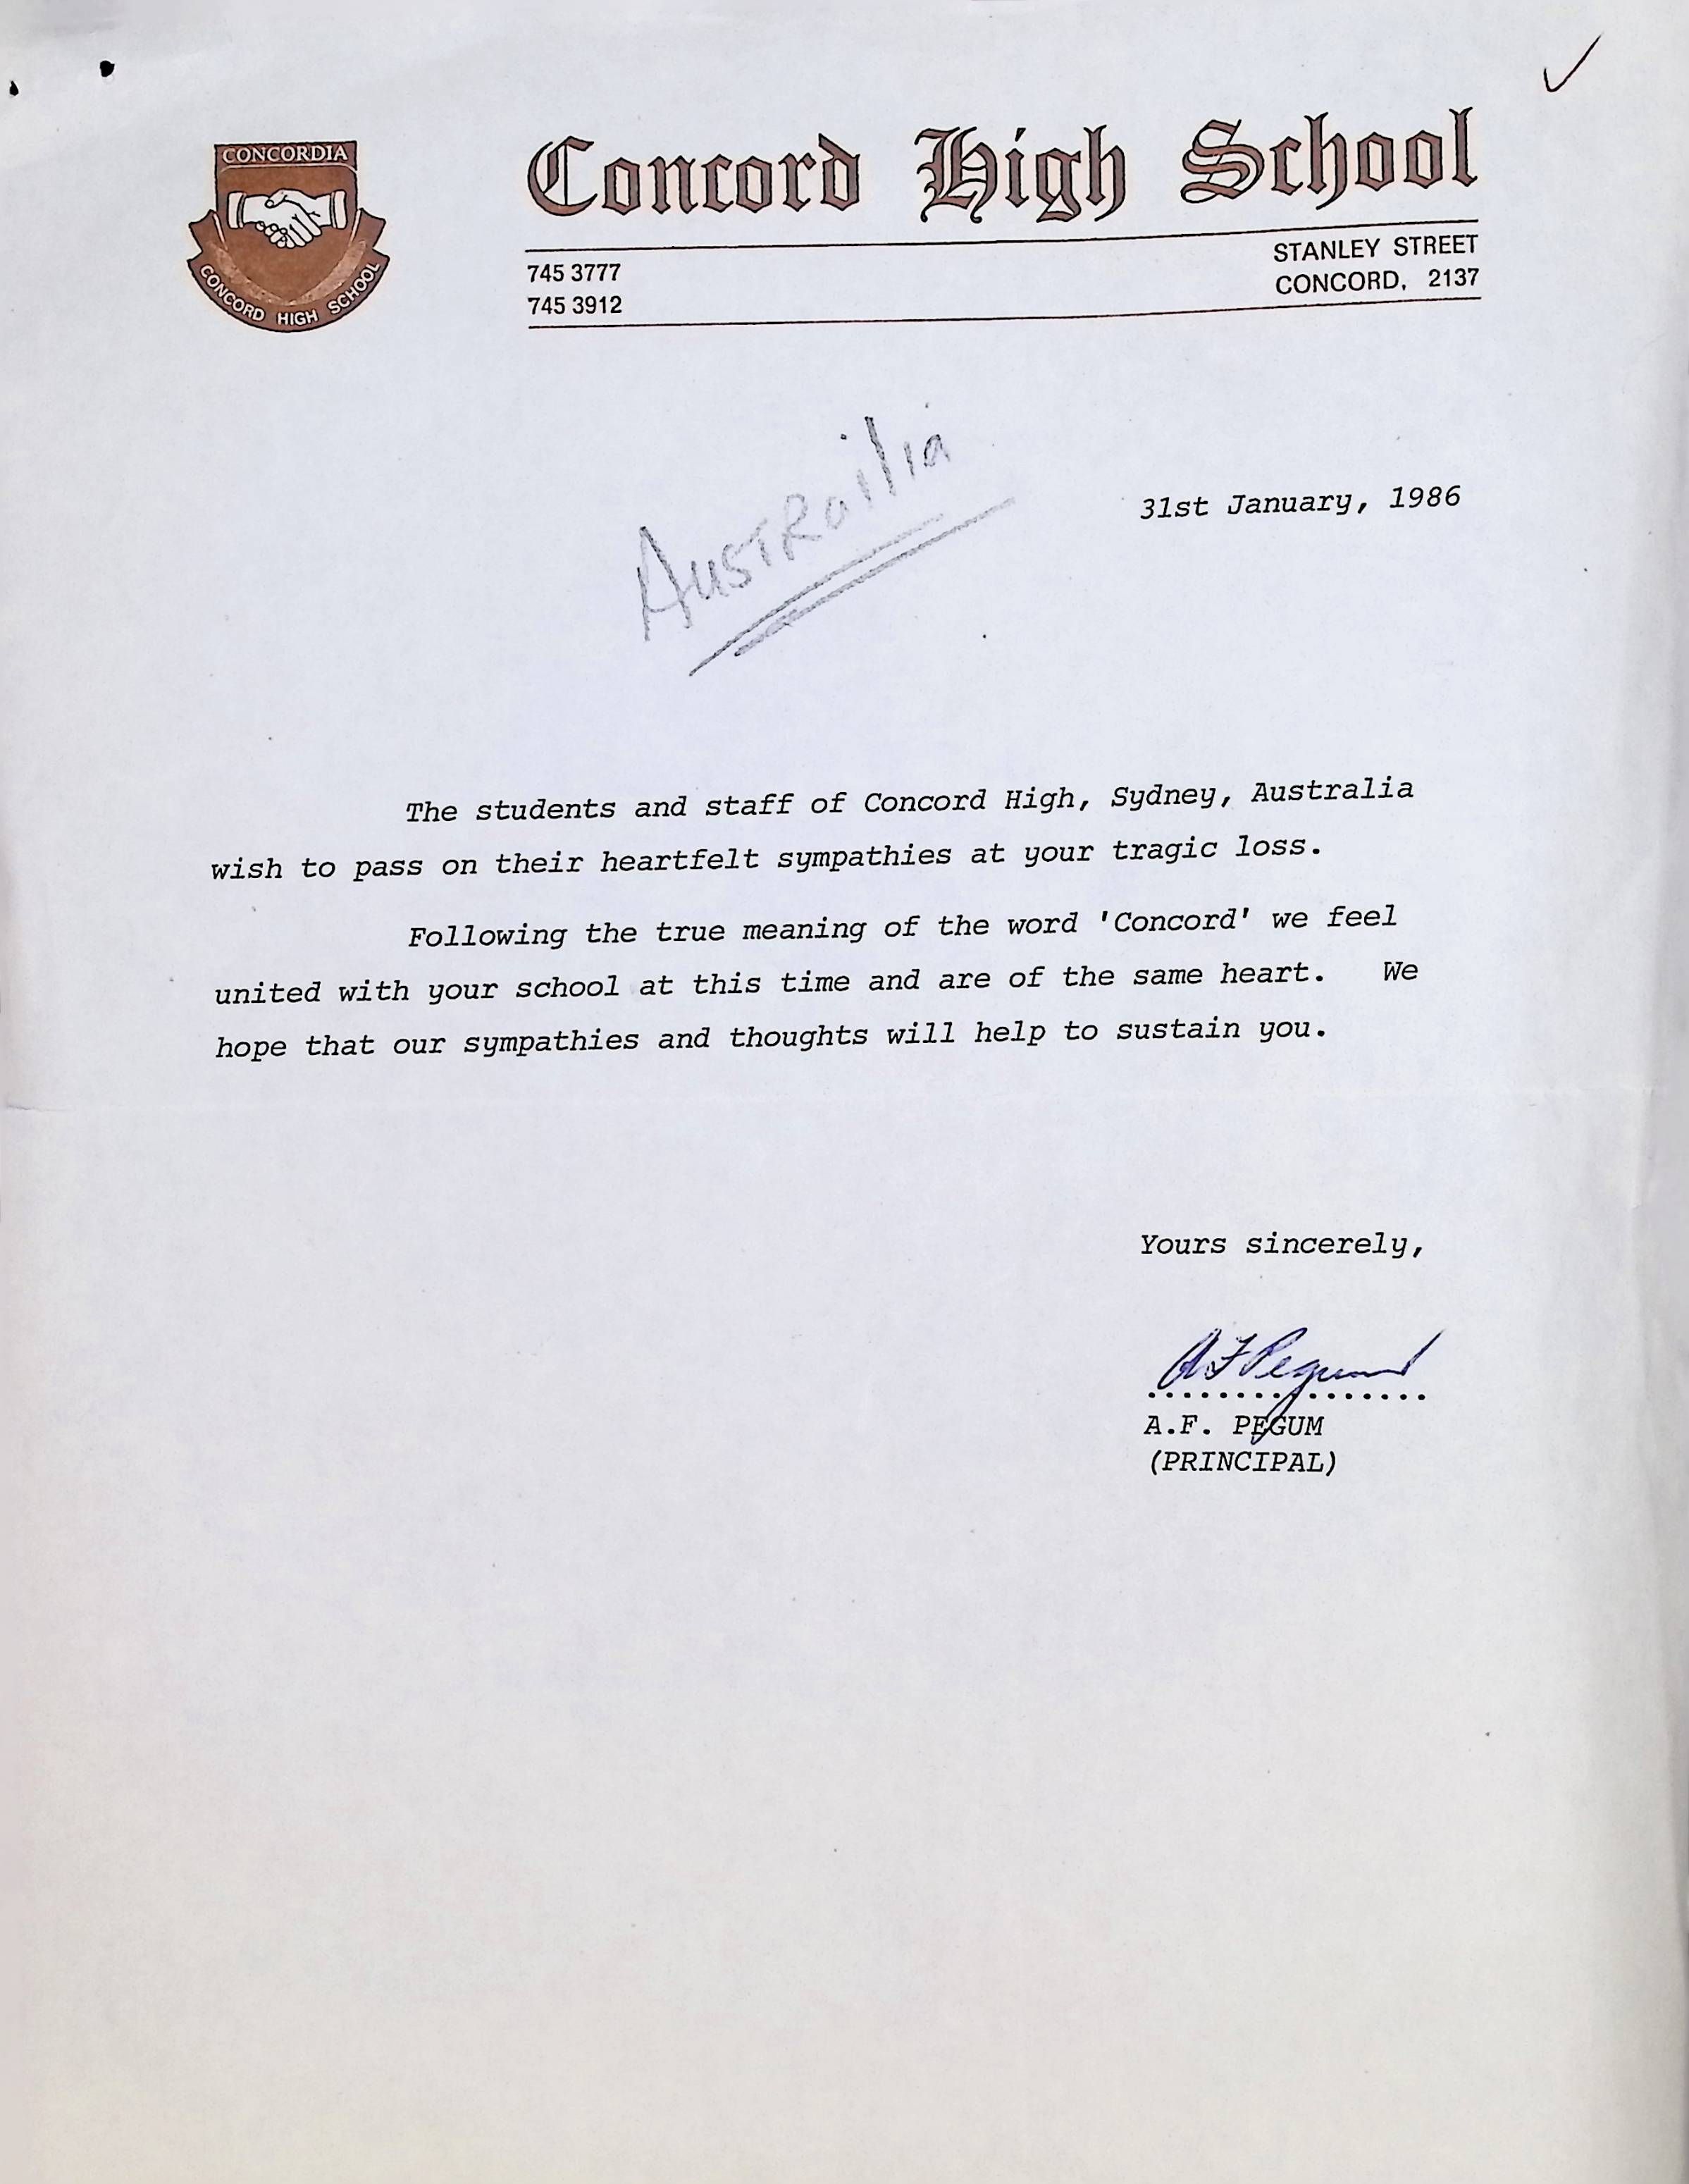 CONCORDIA
CONCORD HIGH SCHOOL
Concord High School
745 3777
745 3912
STANLEY STREET
CONCORD, 2137
Austrailia
31st January, 1986
The students and staff of Concord High, Sydney, Australia
wish to pass on their heartfelt sympathies at your tragic loss.
Following the true meaning of the word 'Concord' we feel
united with your school at this time and are of the same heart. We
hope that our sympathies and thoughts will help to sustain you.
Yours sincerely,
A F Pegum
A.F. PEGUM
(PRINCIPAL)